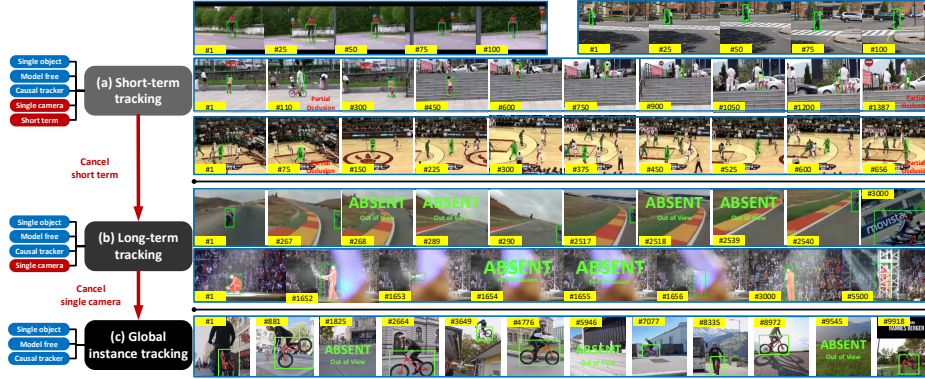 #1 #25 #50 #75 #100
#1 #25 #50 #75 #100
Single object
Model free
Causal tracker
Single camera
Short term
(a) Short-term
tracking
#1 #110 #300 #450 #600 #750 #900 #1050 #1200 #1387
Partial
Occlusion
Partial
Occlusion
Cancel
short term
#1 #75 #150 #225 #300 #375 #450 #525 #600 #656
Partial
Occlusion
Partial
Occlusion
Single object
Model free
Causal tracker
Single camera
(b) Long-term
tracking
ABSENT
Out of View
ABSENT
Out of View
ABSENT
Out of View
ABSENT
Out of View
#3000
movistar
#1 #267 #268 #289 #290 #2517 #2518 #2539 #2540
ABSENT
ABSENT
#1 #1652 #1653 #1654 #1655 #1656 #3000 #5500
Cancel
single camera
Single object
Model free
Causal tracker
(c) Global
instance tracking
#1 #881 #1825 #2664 #3649 #4776 #5946 #7077 #8335 #8972 #9545 #9918
HANNES BERGER
ABSENT
Out of View
ABSENT
Out of View
ABSENT
Out of View